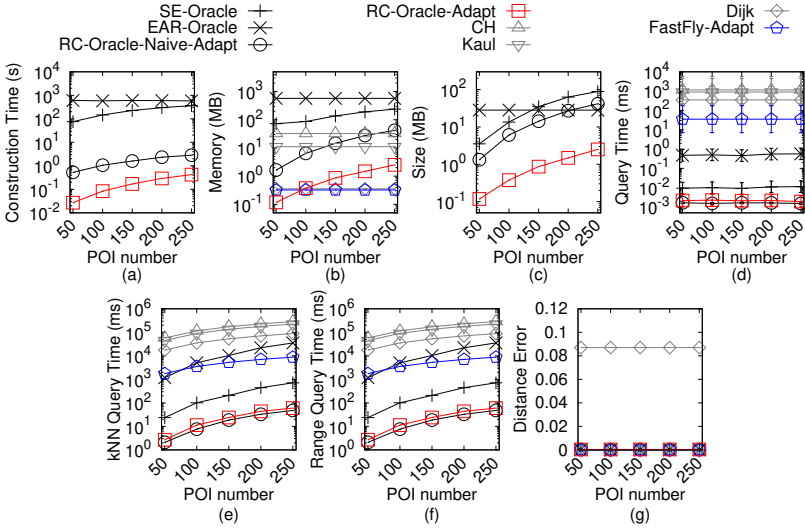 SE-Oracle
EAR-Oracle
RC-Oracle-Naive-Adapt
RC-Oracle-Adapt
CH
Kaul
Dijk
FastFly-Adapt
Construction Time (s)
10^4
10^3
10^2
10^1
10^0
10^-1
10^-2
50 100 150 200 250
POI number
(a)
Memory (MB)
10^3
10^2
10^1
10^0
10^-1
50 100 150 200 250
POI number
(b)
Size (MB)
10^2
10^1
10^0
10^-1
50 100 150 200 250
POI number
(c)
Query Time (ms)
10^4
10^3
10^2
10^1
10^0
10^-1
10^-2
10^-3
50 100 150 200 250
POI number
(d)
kNN Query Time (ms)
10^6
10^5
10^4
10^3
10^2
10^1
10^0
50 100 150 200 250
POI number
(e)
Range Query Time (ms)
10^6
10^5
10^4
10^3
10^2
10^1
10^0
50 100 150 200 250
POI number
(f)
Distance Error
0.12
0.1
0.08
0.06
0.04
0.02
0
50 100 150 200 250
POI number
(g)